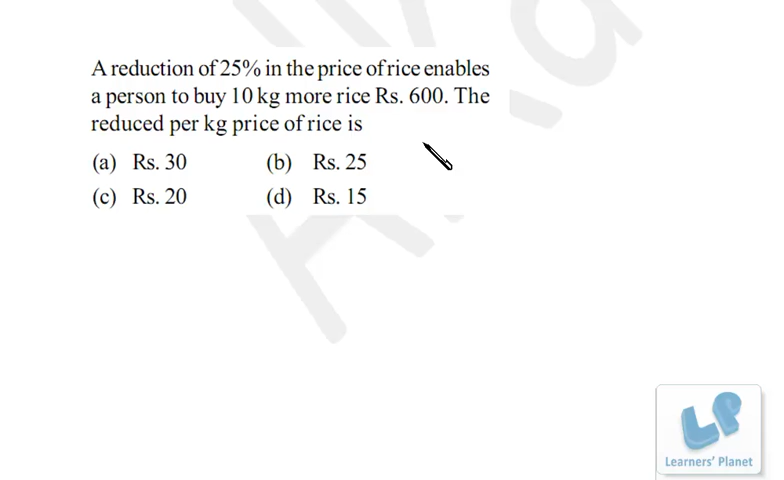 A reduction of 25% in the price of rice enables
a person to buy 10 kg more rice Rs. 600. The
reduced per kg price of rice is
(a) Rs. 30 (b) Rs. 25
(c) Rs. 20 (d) Rs. 15
LP
Learners' Planet